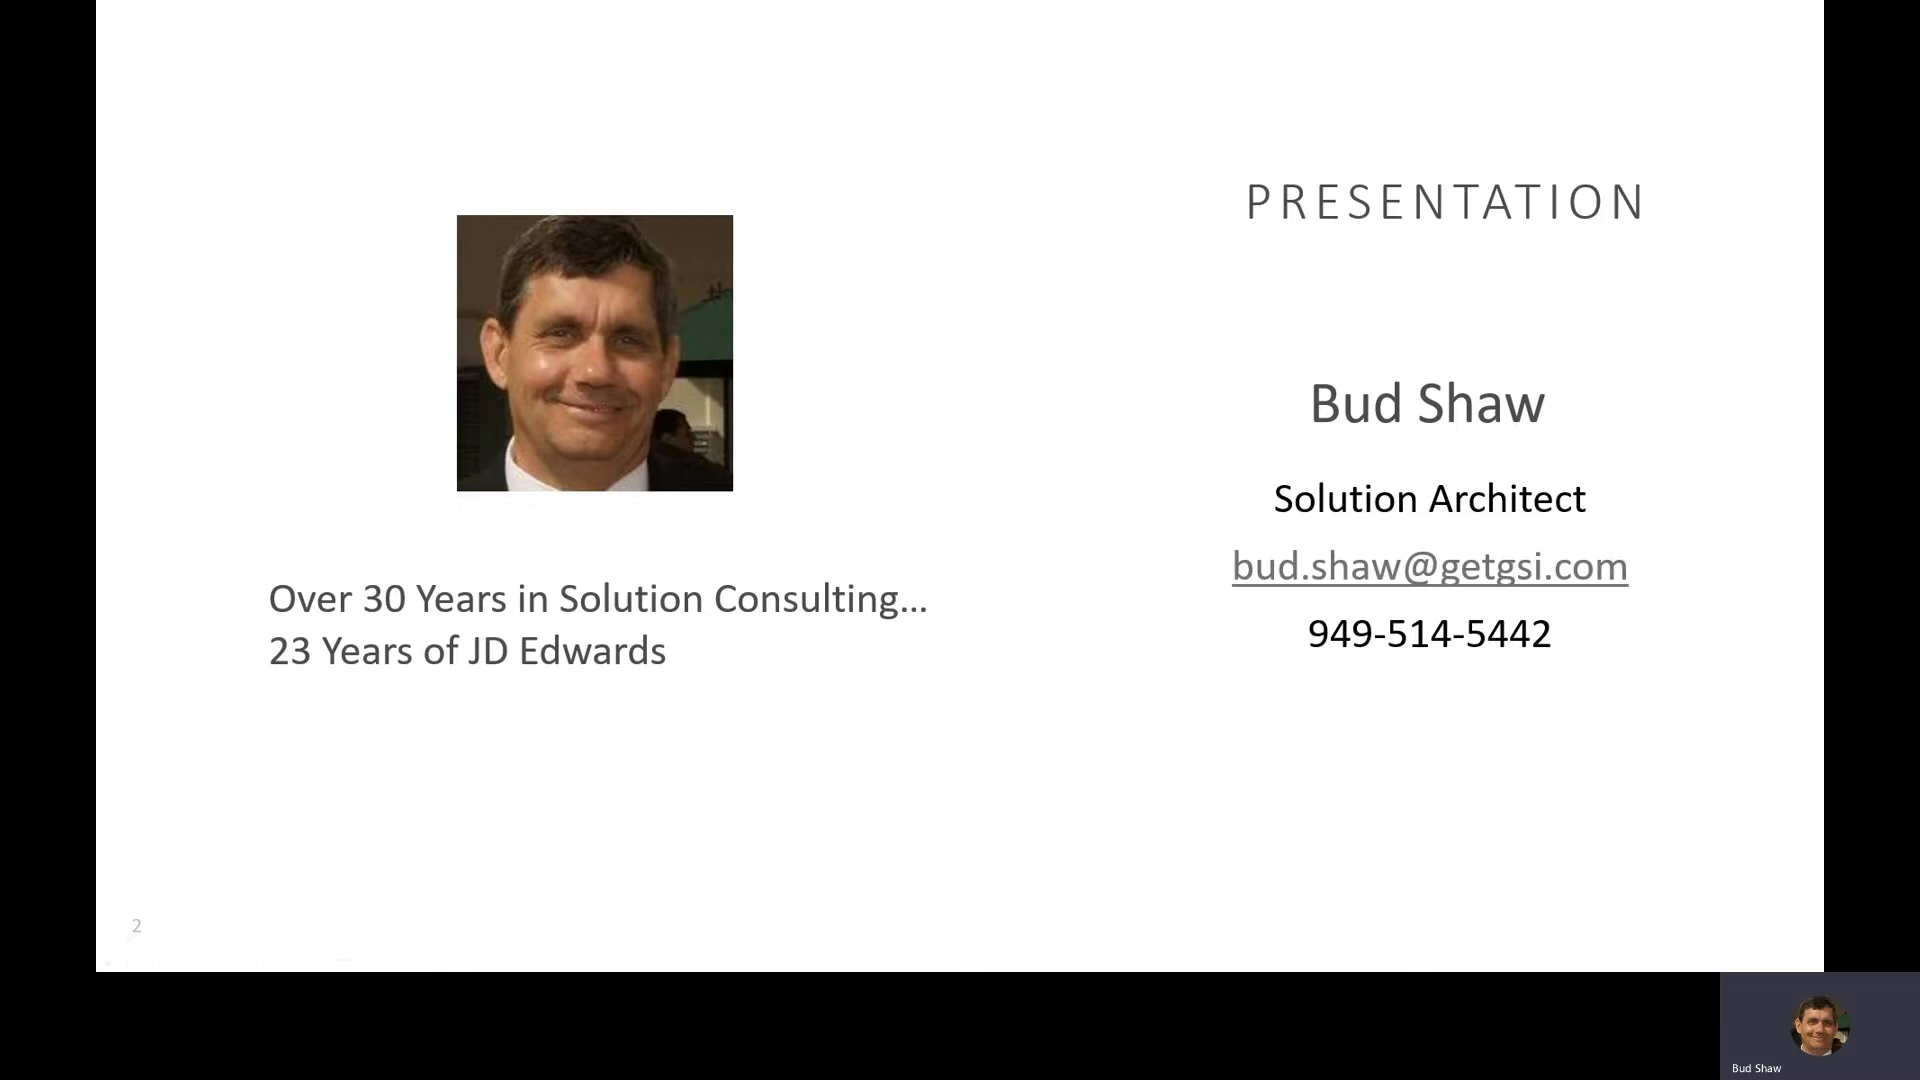 PRESENTATION
Bud Shaw
Solution Architect
bud.shaw@getgsi.com
949-514-5442
Over 30 Years in Solution Consulting...
23 Years of JD Edwards
2
Bud Shaw